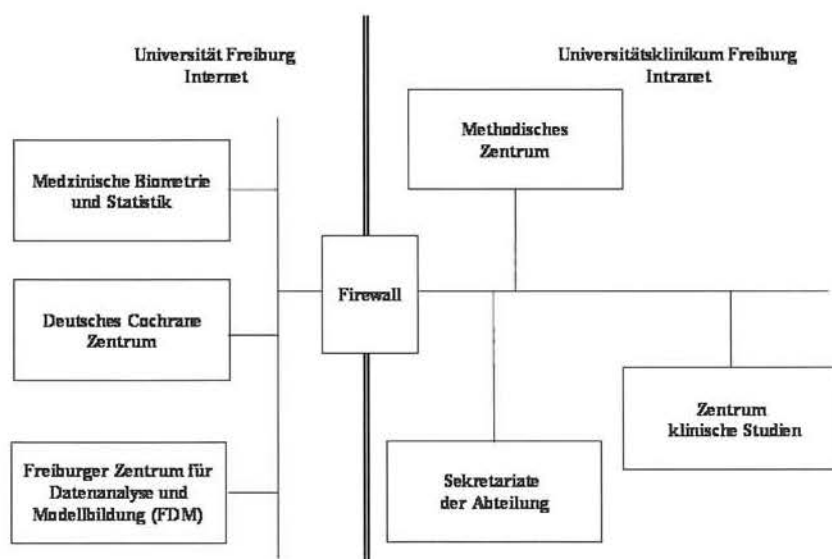 Universität Freiburg
Internet
Universitätsklinikum Freiburg
Intranet
Methodisches
Zentrum
Medzinische Biometrie
und Statistik
Firewall
Deutsches Cochrane
Zentrum
Zentrum
klinische Studien
Freiburger Zentrum für
Datenanalyse und
Modellbildung (FDM)
Sekretariate
der Abteilung